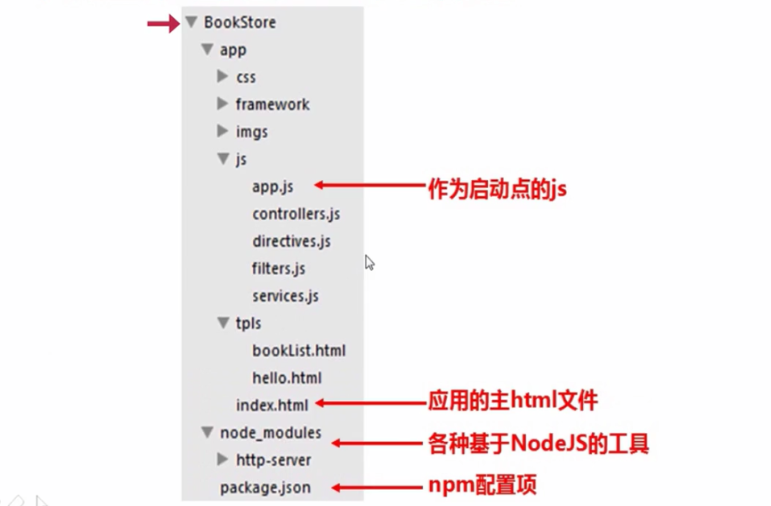 BookStore
app
css
framework
imgs
js
app.js
作为启动点的js
controllers.js
directives.js
filters.js
services.js
tpls
bookList.html
hello.html
index.html
应用的主html文件
node_modules
各种基于NodeJS的工具
http-server
package.json
npm配置项